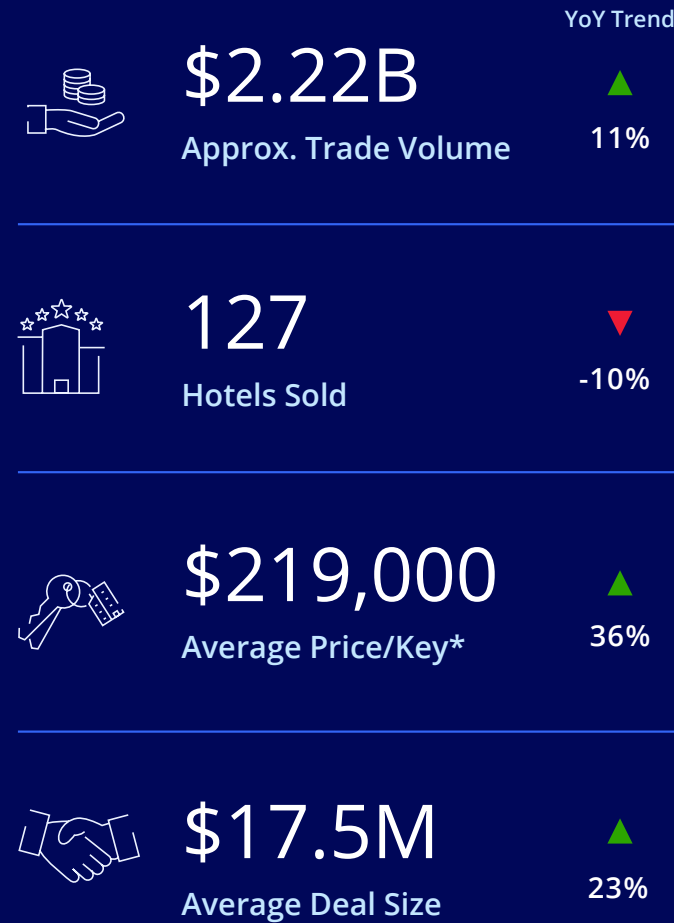 YoY Trend
$2.22B
Approx. Trade Volume
11%
127
Hotels Sold
-10%
$219,000
Average Price/Key*
36%
$17.5M
Average Deal Size
23%